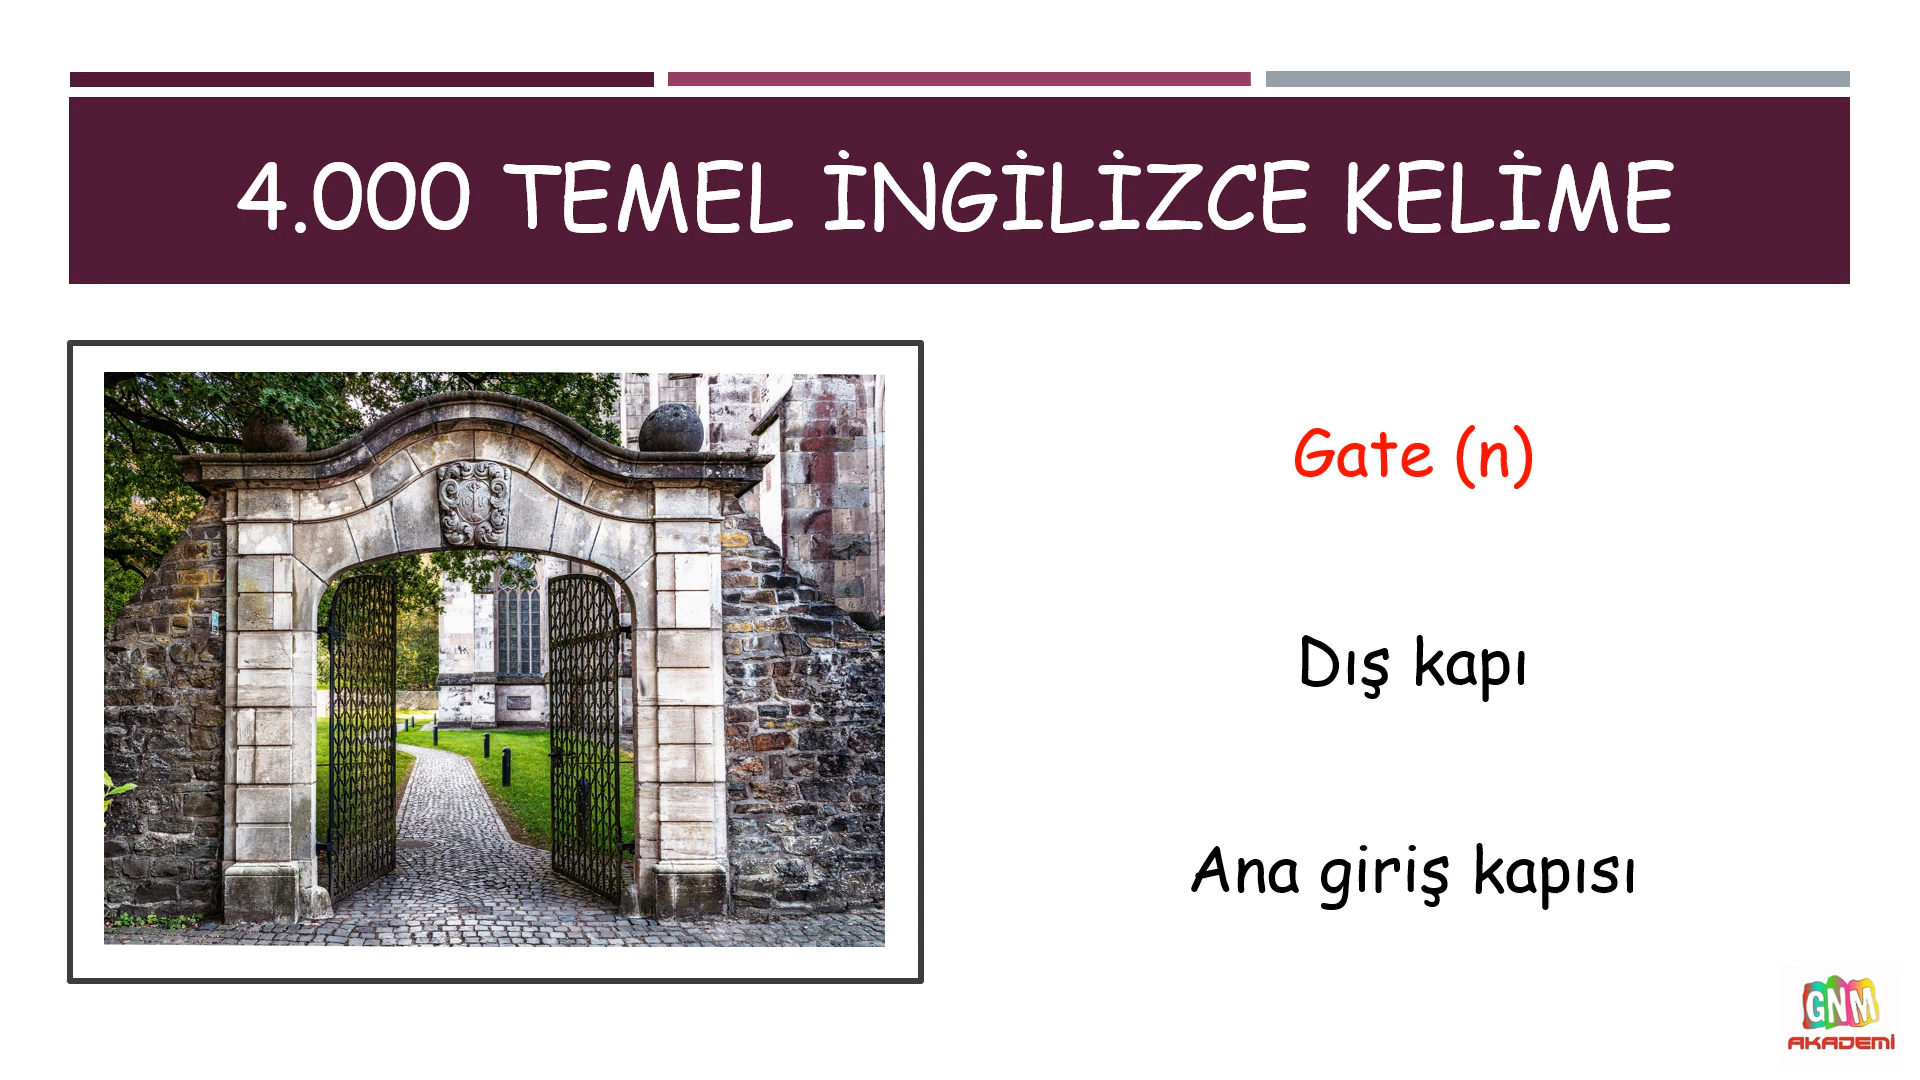 4.000 TEMEL İNGİLİZCE KELİME
Gate (n)
Dış kapı
Ana giriş kapısı
GNM
AKADEMİ